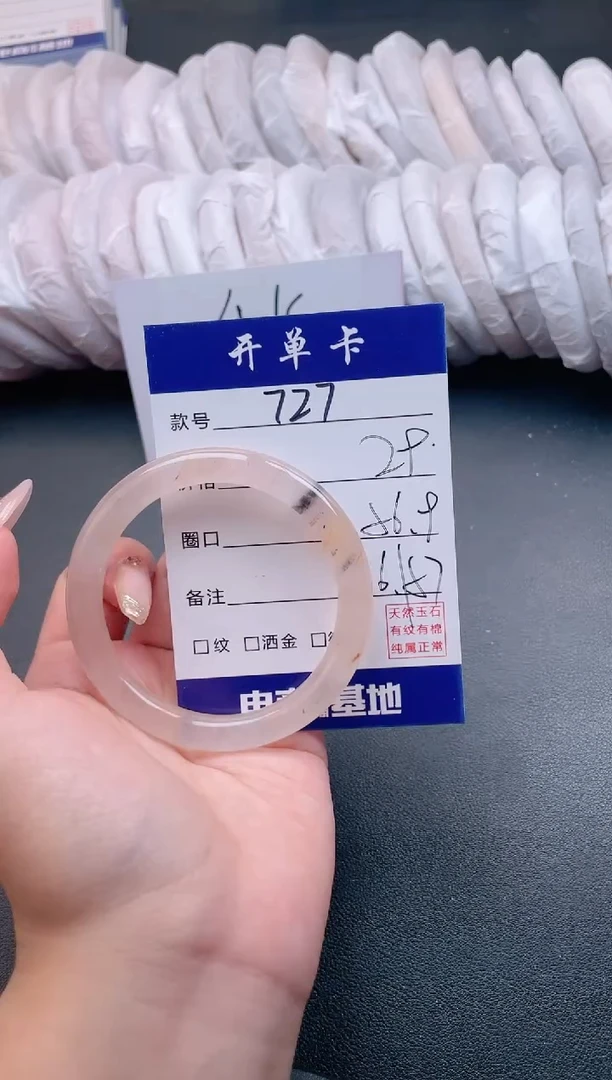 开单卡
款号 727
29.
圈口 56.9
备注
□纹 □洒金 □
天然玉石
有纹有棉
纯属正常
基地